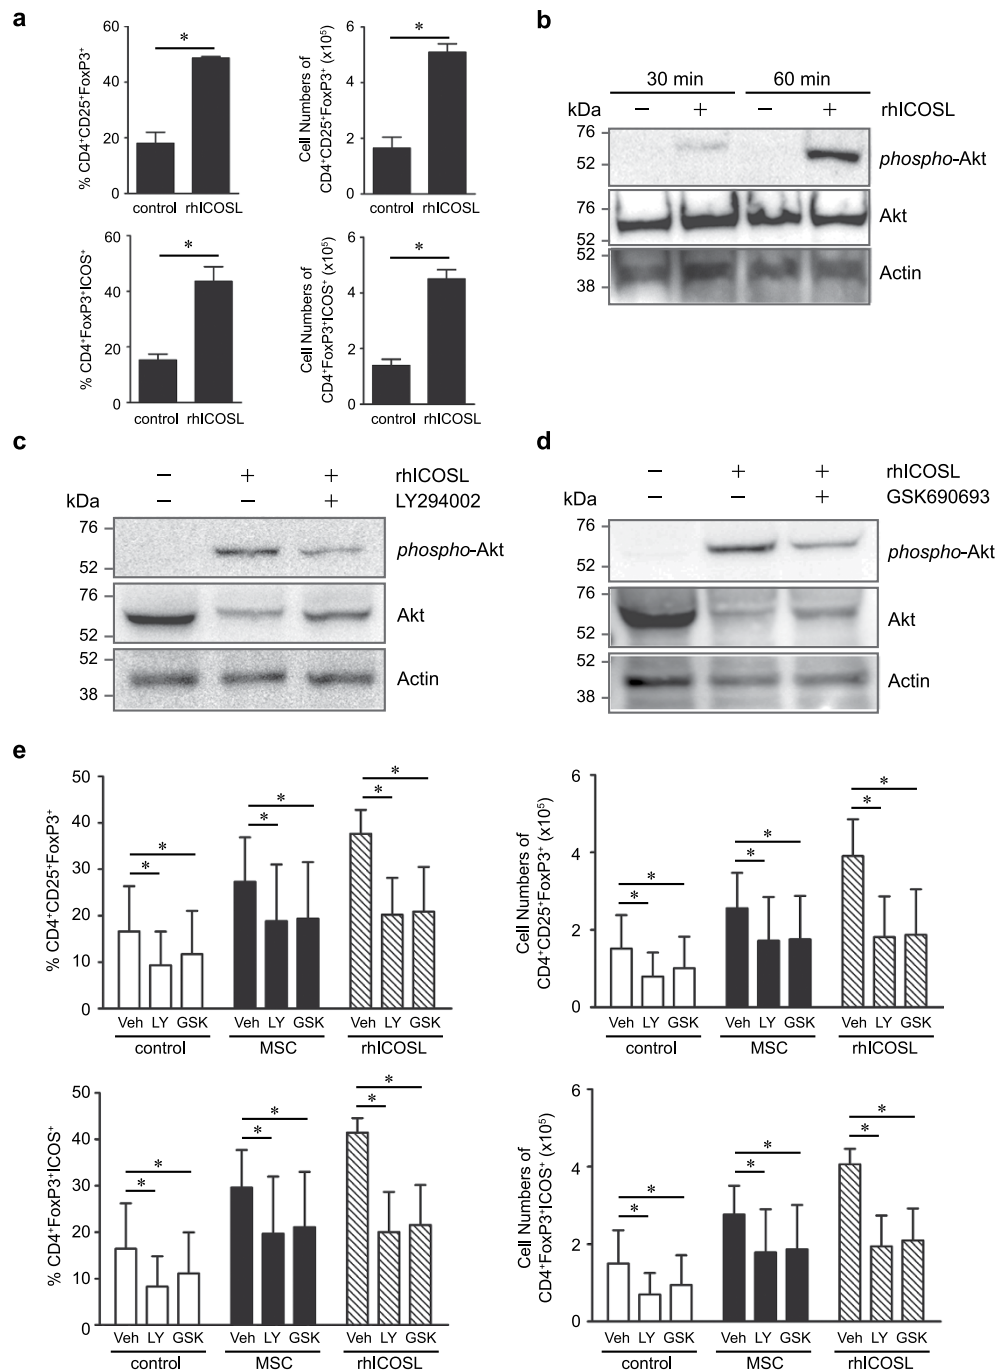 a
60
40
20
0
% CD4⁺CD25⁺FoxP3⁺
*
control rhICOSL
6
4
2
0
Cell Numbers of
CD4⁺CD25⁺FoxP3⁺ (x10⁵)
*
control rhICOSL
60
40
20
0
% CD4⁺FoxP3⁺ICOS⁺
*
control rhICOSL
6
4
2
0
Cell Numbers of
CD4⁺FoxP3⁺ICOS⁺ (x10⁵)
*
control rhICOSL
b
30 min 60 min
kDa − + − + rhICOSL
76
52
phospho-Akt
76
52
Akt
52
38
Actin
c
− + + rhICOSL
kDa − − + LY294002
76
52
phospho-Akt
76
52
Akt
52
38
Actin
d
− + + rhICOSL
kDa − − + GSK690693
76
52
phospho-Akt
76
52
Akt
52
38
Actin
e
50
40
30
20
10
0
% CD4⁺CD25⁺FoxP3⁺
* * * * * *
Veh LY GSK Veh LY GSK Veh LY GSK
control MSC rhICOSL
6
4
2
0
Cell Numbers of
CD4⁺CD25⁺FoxP3⁺ (x10⁵)
* * * * * *
Veh LY GSK Veh LY GSK Veh LY GSK
control MSC rhICOSL
50
40
30
20
10
0
% CD4⁺FoxP3⁺ICOS⁺
* * * * * *
Veh LY GSK Veh LY GSK Veh LY GSK
control MSC rhICOSL
6
4
2
0
Cell Numbers of
CD4⁺FoxP3⁺ICOS⁺ (x10⁵)
* * * * * *
Veh LY GSK Veh LY GSK Veh LY GSK
control MSC rhICOSL